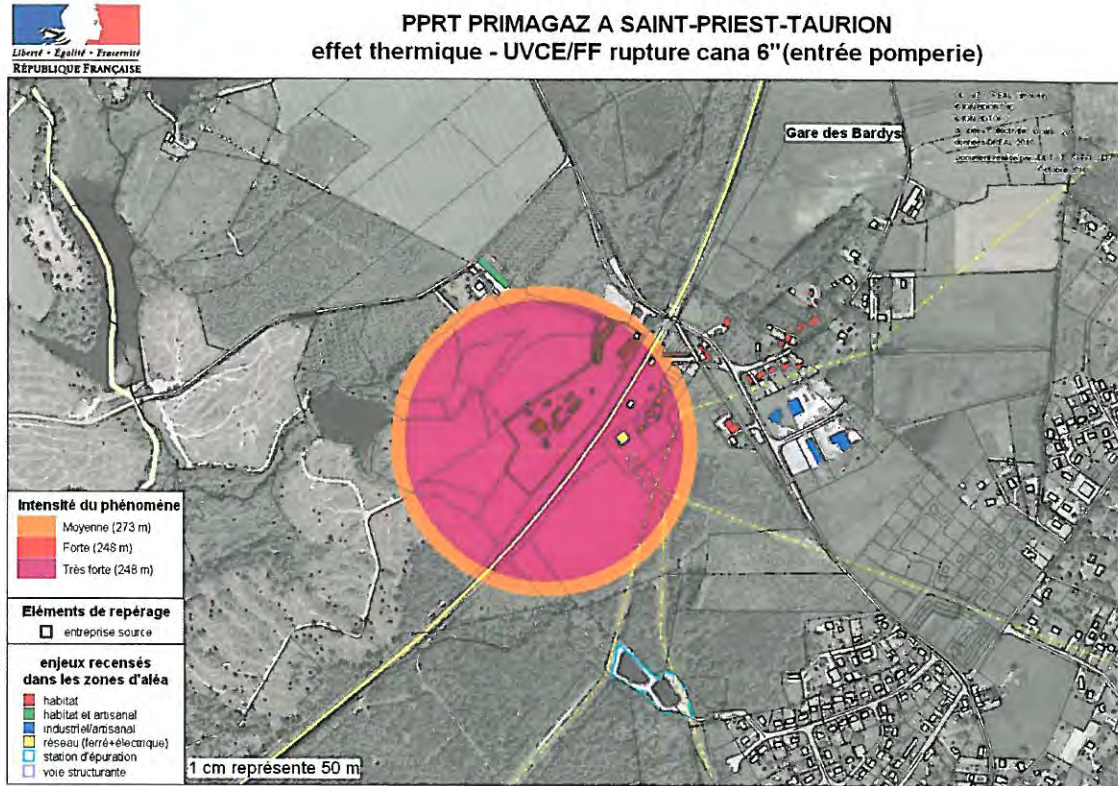 Liberté • Égalité • Fraternité
RÉPUBLIQUE FRANÇAISE
PPRT PRIMAGAZ A SAINT-PRIEST-TAURION
effet thermique - UVCE/FF rupture cana 6"(entrée pomperie)
Gare des Bardys
Intensité du phénomène
Moyenne (273 m)
Forte (248 m)
Très forte (248 m)
Eléments de repérage
entreprise source
enjeux recensés
dans les zones d'aléa
habitat
habitat et artisanal
industriel/artisanal
réseau (ferré+électrique)
station d'épuration
voie structurante
1 cm représente 50 m